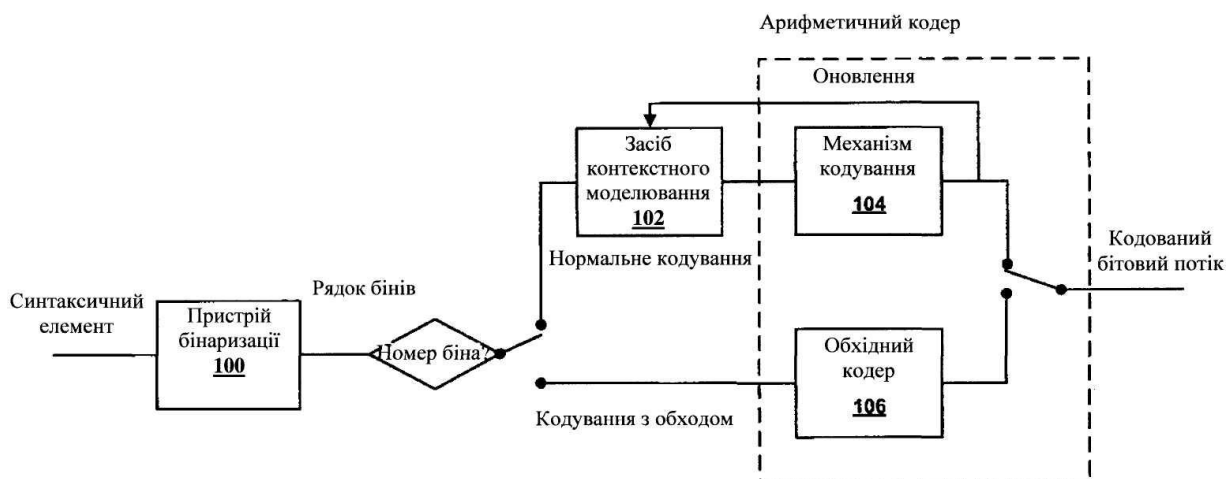 Арифметичний кодер
Оновлення
Засіб
контекстного
моделювання
102
Механізм
кодування
104
Нормальне кодування
Кодований
бітовий потік
Синтаксичний
елемент
Пристрій
бінаризації
100
Рядок бінів
Номер біна?
Обхідний
кодер
106
Кодування з обходом